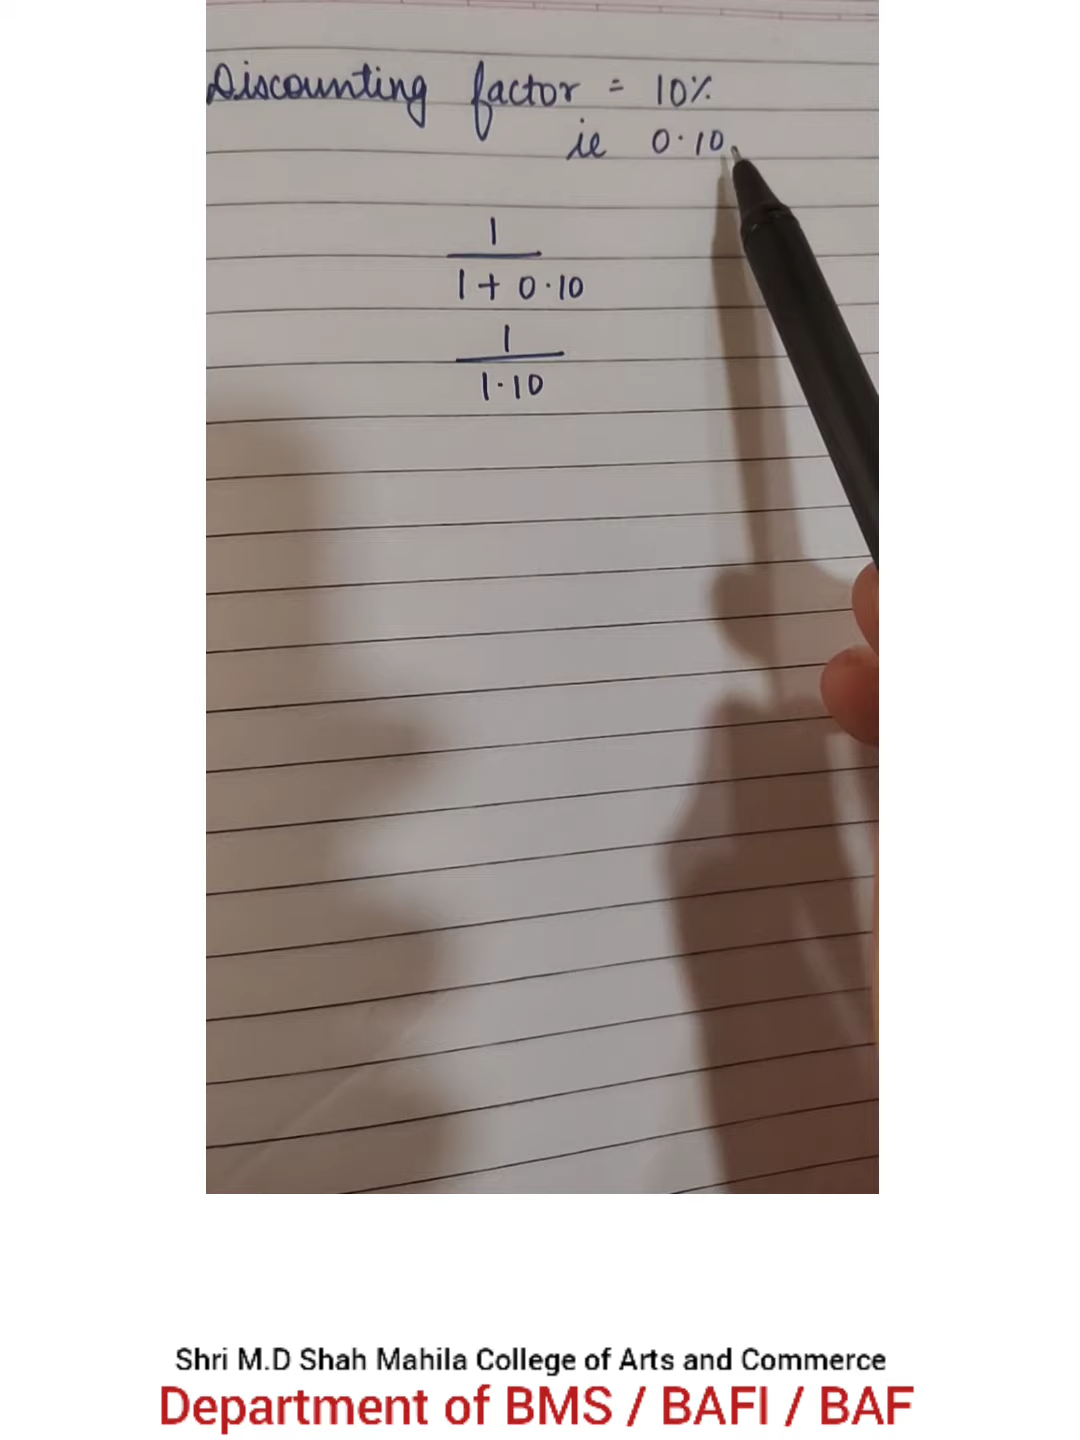 Discounting factor = 10%
ie 0.10
1
1 + 0.10
1
1.10
Shri M.D Shah Mahila College of Arts and Commerce
Department of BMS / BAFI / BAF